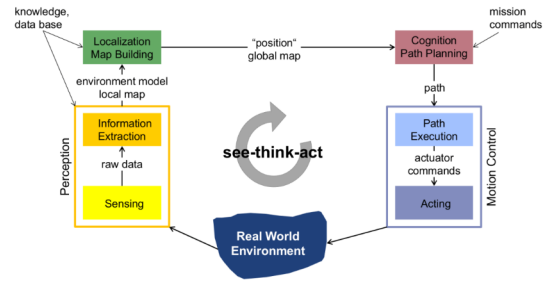 knowledge,
data base
Localization
Map Building
"position"
global map
Cognition
Path Planning
mission
commands
environment model
local map
path
Perception
Information
Extraction
raw data
Sensing
see-think-act
Motion Control
Path
Execution
actuator
commands
Acting
Real World
Environment